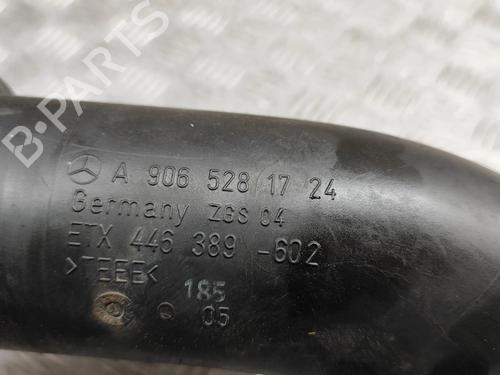 B-PARTS
A 906 528 17 24
Germany ZGS 04
ETX 446 389 -602
>TEEE<
185
05